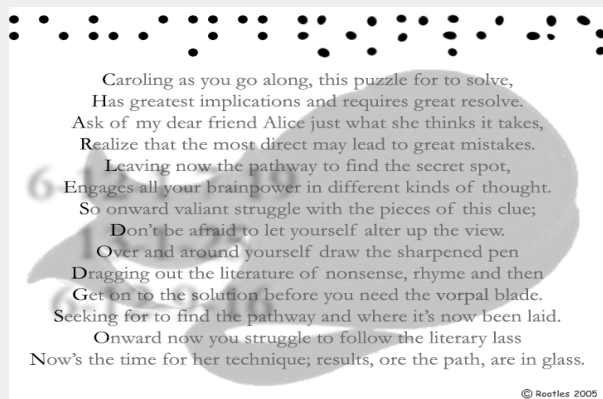 Caroling as you go along, this puzzle for to solve,
Has greatest implications and requires great resolve.
Ask of my dear friend Alice just what she thinks it takes,
Realize that the most direct may lead to great mistakes.
Leaving now the pathway to find the secret spot,
Engages all your brainpower in different kinds of thought.
So onward valiant struggle with the pieces of this clue;
Don't be afraid to let yourself alter up the view.
Over and around yourself draw the sharpened pen
Dragging out the literature of nonsense, rhyme and then
Get on to the solution before you need the vorpal blade.
Seeking for to find the pathway and where it's now been laid.
Onward now you struggle to follow the literary lass
Now's the time for her technique; results, ore the path, are in glass.
© Rootles 2005